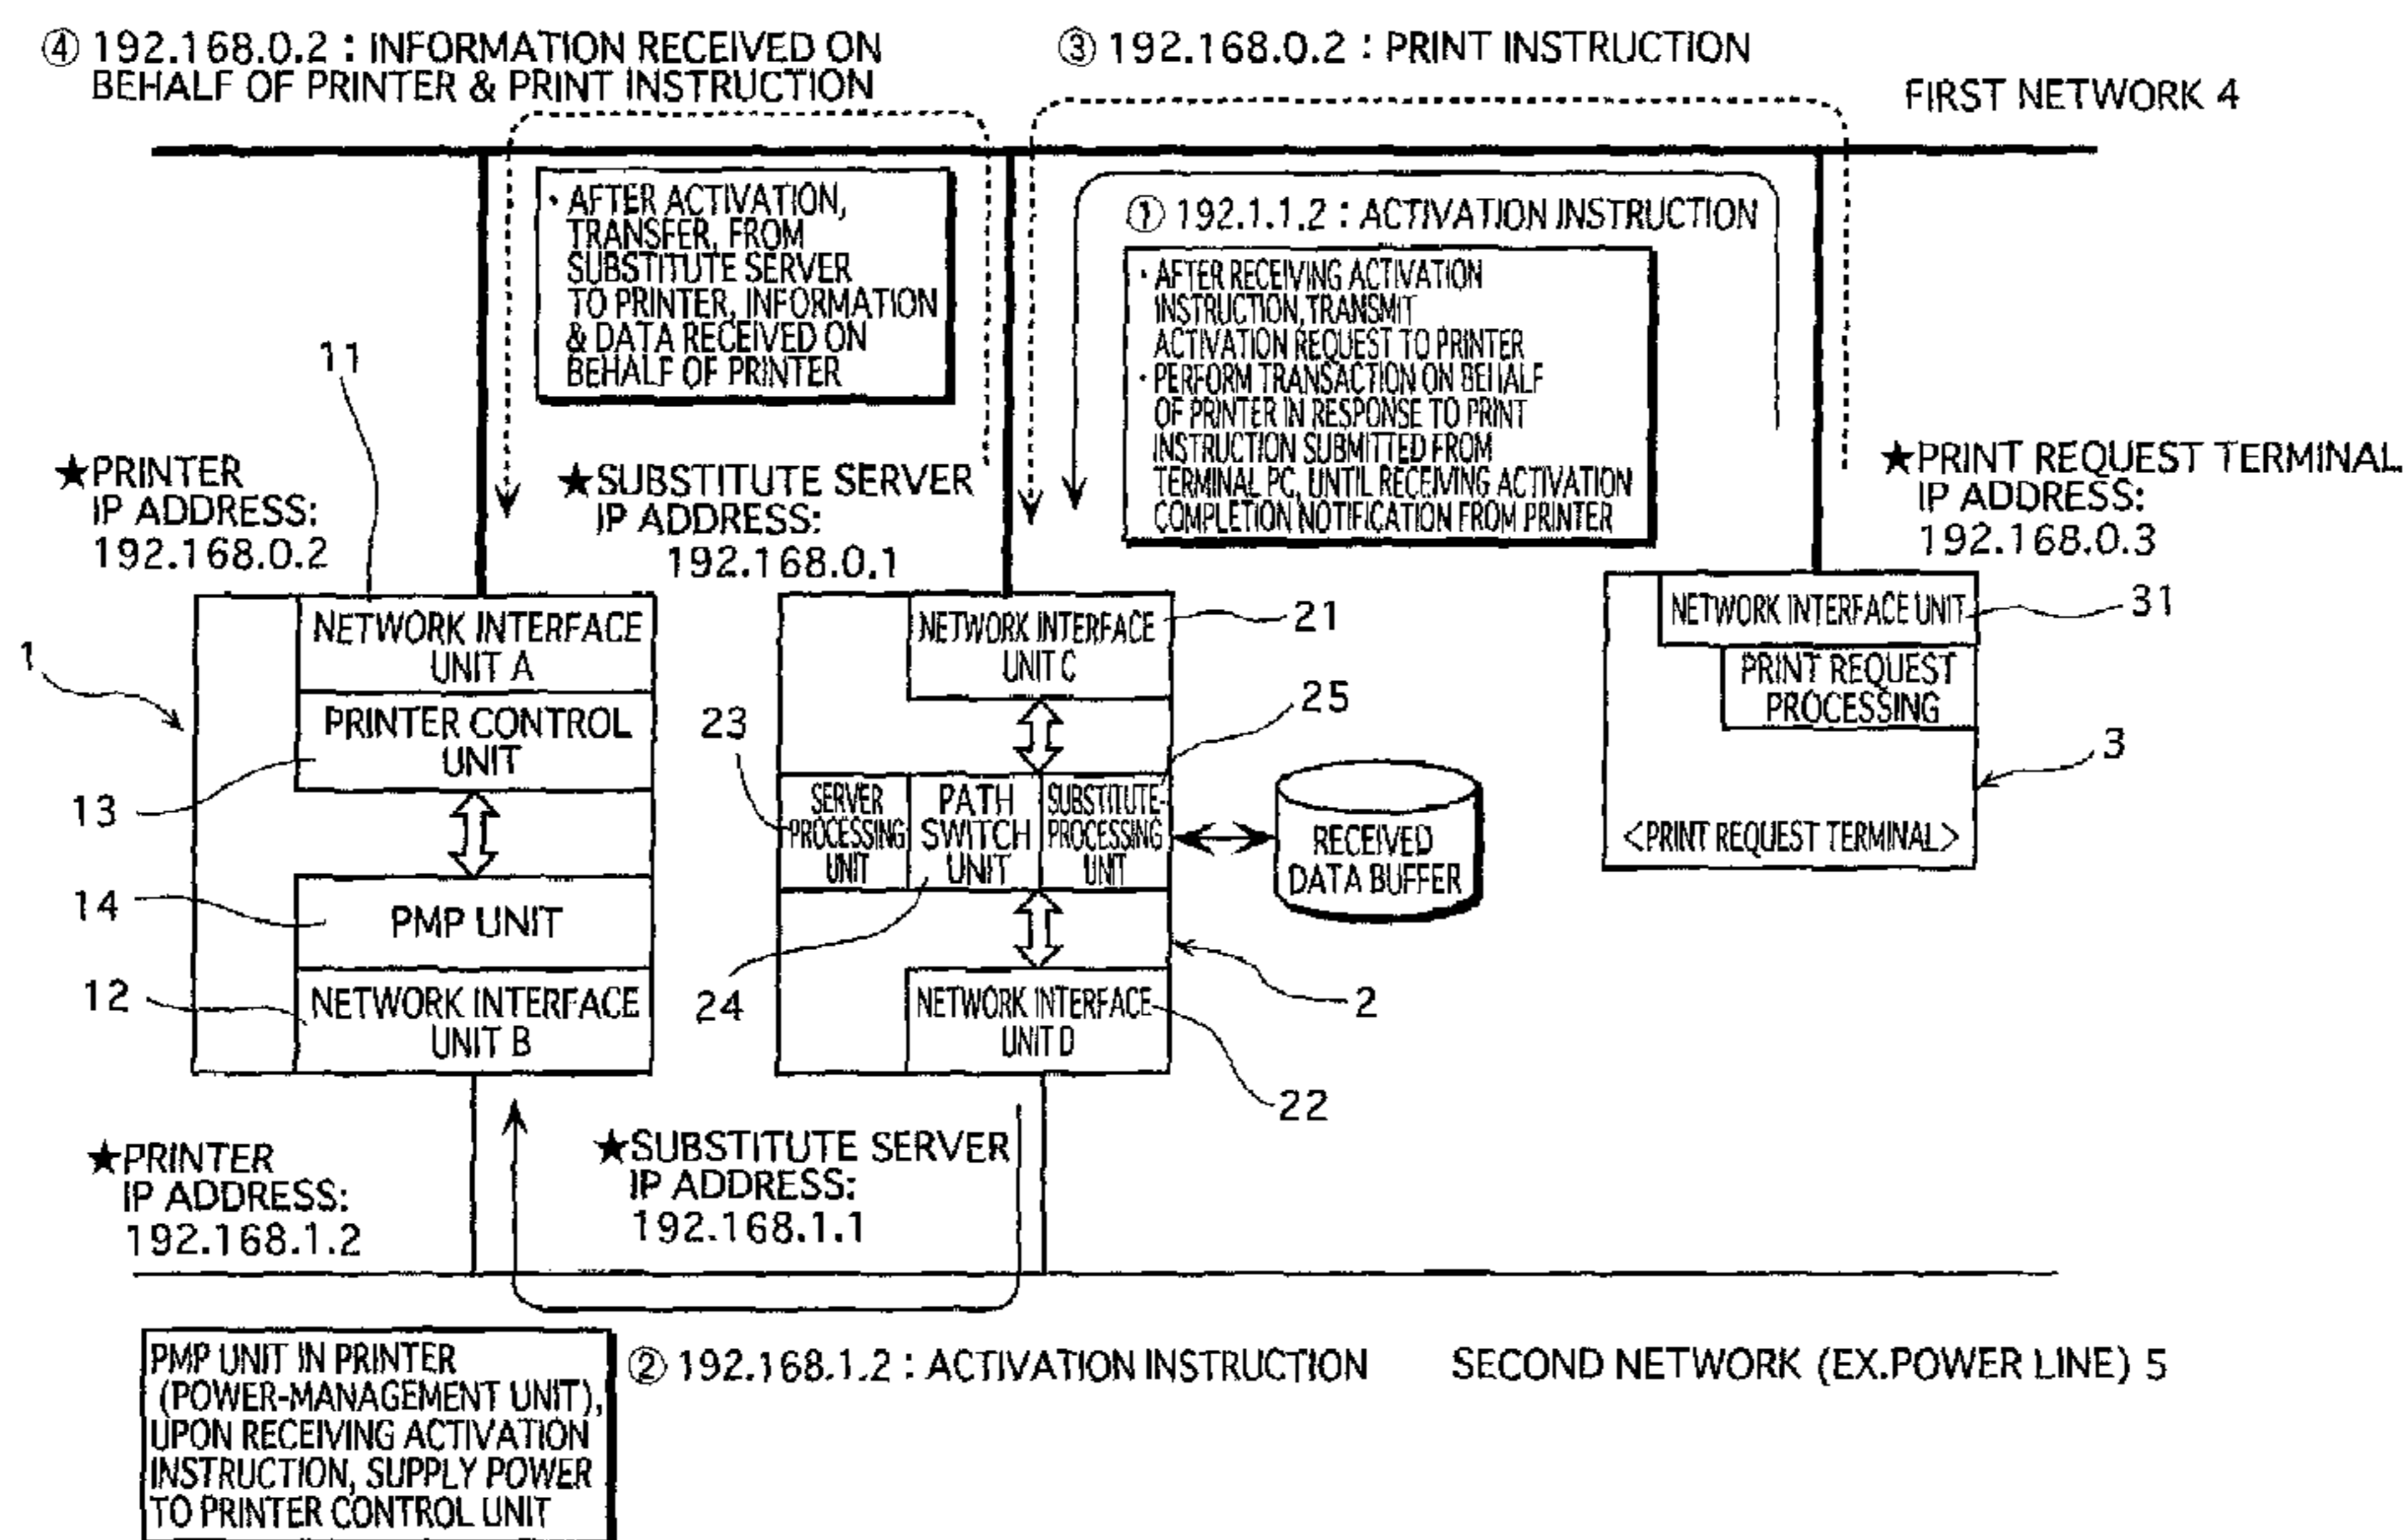 ④ 192.168.0.2 : INFORMATION RECEIVED ON
BEHALF OF PRINTER & PRINT INSTRUCTION
③ 192.168.0.2 : PRINT INSTRUCTION
FIRST NETWORK 4
• AFTER ACTIVATION,
TRANSFER, FROM
SUBSTITUTE SERVER
TO PRINTER, INFORMATION
& DATA RECEIVED ON
BEHALF OF PRINTER
① 192.1.1.2 : ACTIVATION INSTRUCTION
• AFTER RECEIVING ACTIVATION
INSTRUCTION, TRANSMIT
ACTIVATION REQUEST TO PRINTER
• PERFORM TRANSACTION ON BEHALF
OF PRINTER IN RESPONSE TO PRINT
INSTRUCTION SUBMITTED FROM
TERMINAL PC, UNTIL RECEIVING ACTIVATION
COMPLETION NOTIFICATION FROM PRINTER
11
★PRINTER
IP ADDRESS:
192.168.0.2
★SUBSTITUTE SERVER
IP ADDRESS:
192.168.0.1
★PRINT REQUEST TERMINAL
IP ADDRESS:
192.168.0.3
1
NETWORK INTERFACE
UNIT A
PRINTER CONTROL
UNIT
13
14
PMP UNIT
12
NETWORK INTERFACE
UNIT B
NETWORK INTERFACE
UNIT C
21
23
25
SERVER
PROCESSING
UNIT
PATH
SWITCH
UNIT
SUBSTITUTE-
PROCESSING
UNIT
RECEIVED
DATA BUFFER
24
2
NETWORK INTERFACE
UNIT D
22
NETWORK INTERFACE UNIT
31
PRINT REQUEST
PROCESSING
3
<PRINT REQUEST TERMINAL>
★PRINTER
IP ADDRESS:
192.168.1.2
★SUBSTITUTE SERVER
IP ADDRESS:
192.168.1.1
PMP UNIT IN PRINTER
(POWER-MANAGEMENT UNIT),
UPON RECEIVING ACTIVATION
INSTRUCTION, SUPPLY POWER
TO PRINTER CONTROL UNIT
② 192.168.1.2 : ACTIVATION INSTRUCTION
SECOND NETWORK (EX.POWER LINE) 5